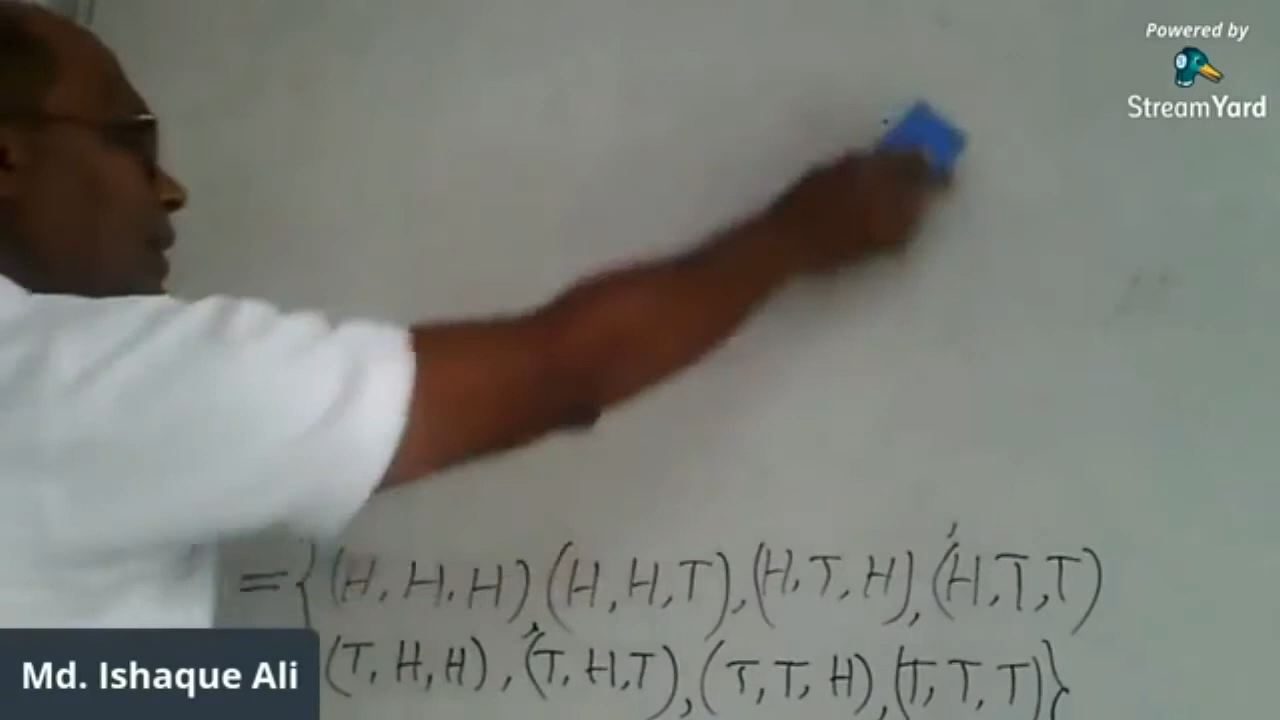 Powered by
StreamYard
={(H, H, H) (H, H, T), (H, T, H), (H, T, T)
(T, H, H), (T, H, T), (T, T, H), (T, T, T)}
Md. Ishaque Ali